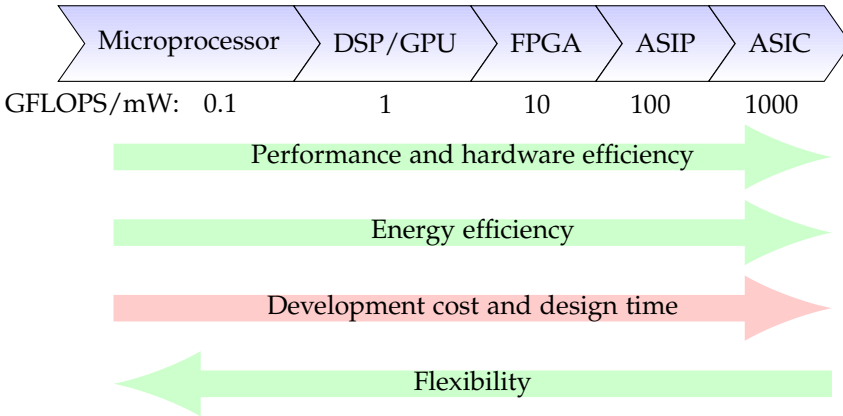 Microprocessor DSP/GPU FPGA ASIP ASIC
GFLOPS/mW: 0.1 1 10 100 1000
Performance and hardware efficiency
Energy efficiency
Development cost and design time
Flexibility